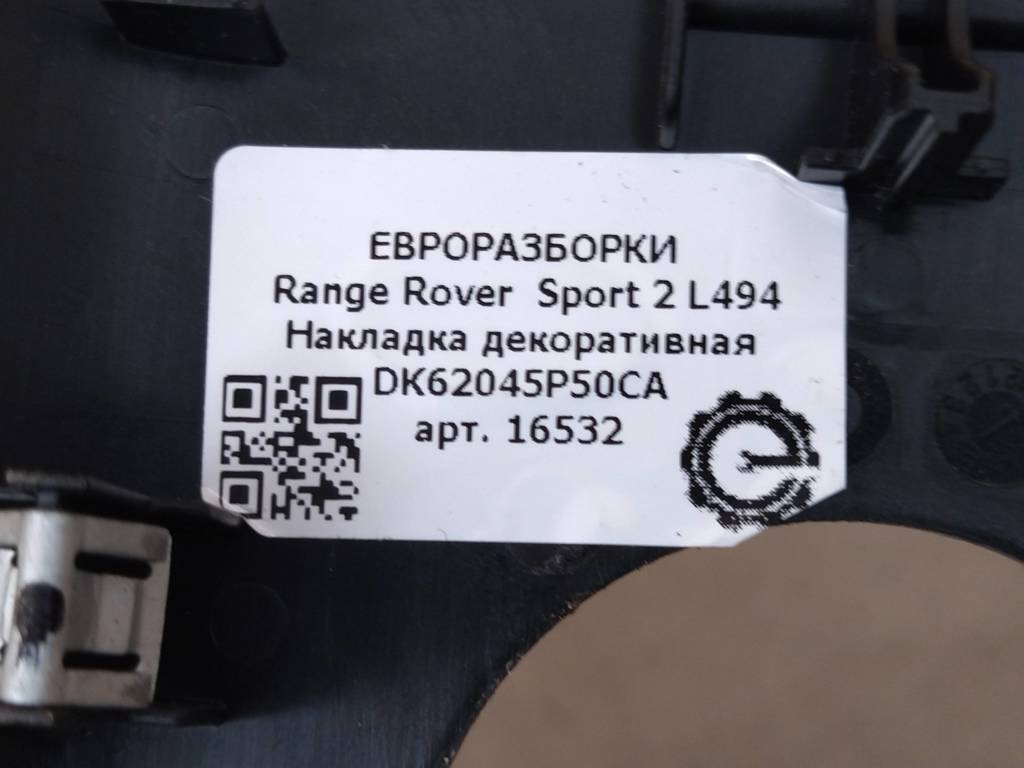 ЕВРОРАЗБОРКИ
Range Rover Sport 2 L494
Накладка декоративная
DK62045P50CA
арт. 16532